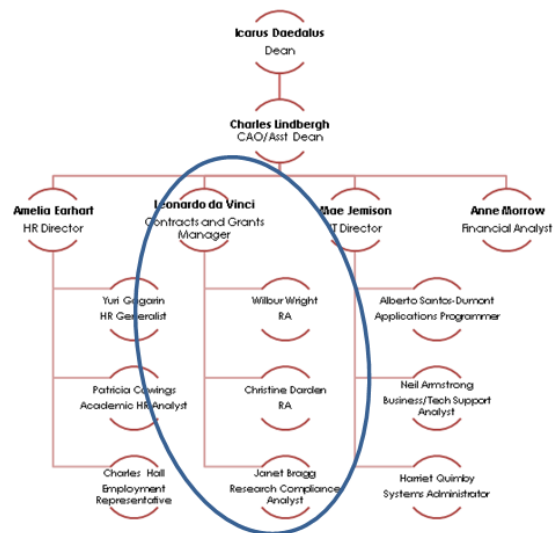 Icarus Daedalus
Dean
Charles Lindbergh
CAO/Asst Dean
Amelia Earhart
HR Director
Leonardo da Vinci
Contracts and Grants
Manager
Mae Jemison
IT Director
Anne Morrow
Financial Analyst
Yuri Gagarin
HR Generalist
Wilbur Wright
RA
Alberto Santos-Dumont
Applications Programmer
Patricia Cowings
Academic HR Analyst
Christine Darden
RA
Neil Armstrong
Business/Tech Support
Analyst
Charles Hall
Employment
Representative
Janet Bragg
Research Compliance
Analyst
Harriet Quimby
Systems Administrator